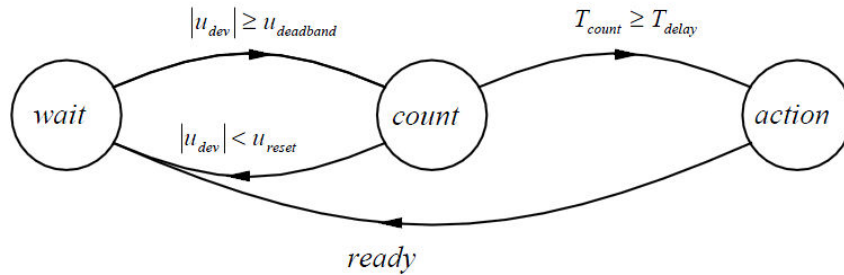 |u_dev| ≥ u_deadband
T_count ≥ T_delay
wait
count
action
|u_dev| < u_reset
ready